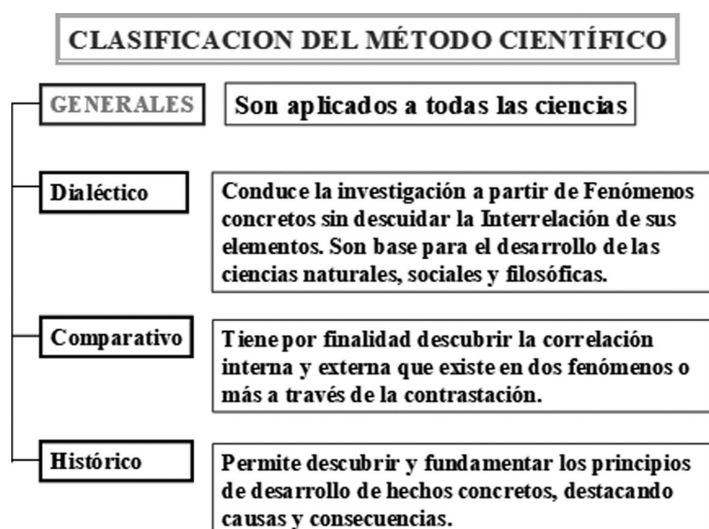 CLASIFICACION DEL MÉTODO CIENTÍFICO
GENERALES
Son aplicados a todas las ciencias
Dialéctico
Conduce la investigación a partir de Fenómenos
concretos sin descuidar la Interrelación de sus
elementos. Son base para el desarrollo de las
ciencias naturales, sociales y filosóficas.
Comparativo
Tiene por finalidad descubrir la correlación
interna y externa que existe en dos fenómenos o
más a través de la contrastación.
Histórico
Permite descubrir y fundamentar los principios
de desarrollo de hechos concretos, destacando
causas y consecuencias.